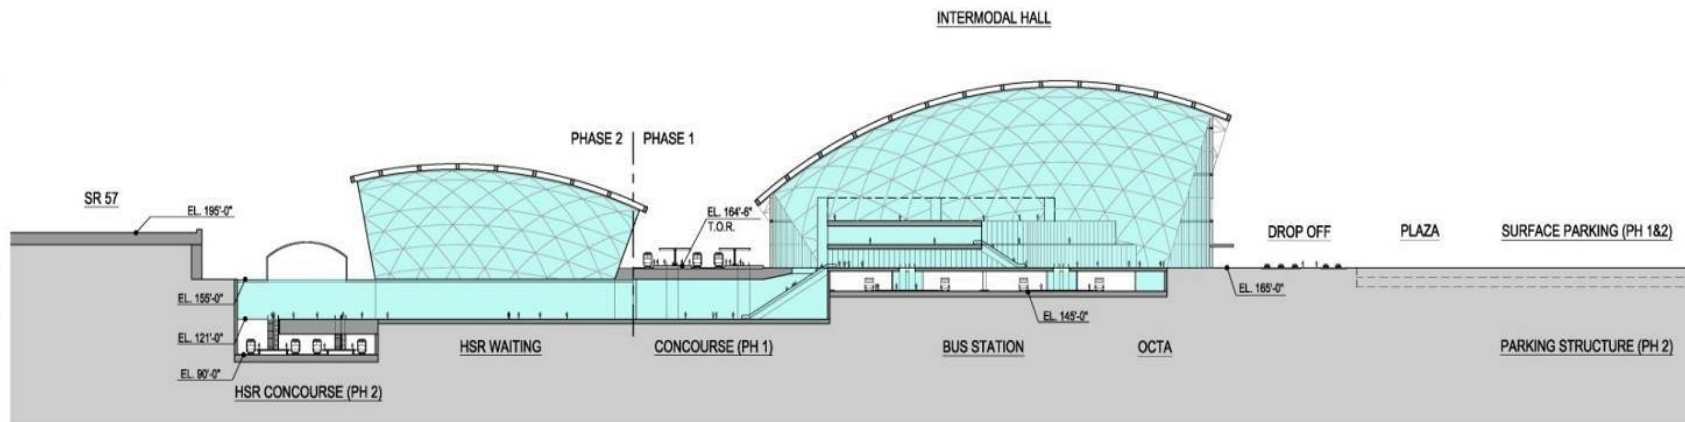 INTERMODAL HALL
PHASE 2 PHASE 1
SR 57
EL. 195'-0"
EL. 164'-6"
T.O.R.
DROP OFF
PLAZA
SURFACE PARKING (PH 1&2)
EL. 155'-0"
EL. 165'-0"
EL. 145'-0"
EL. 121'-0"
HSR WAITING
CONCOURSE (PH 1)
BUS STATION
OCTA
PARKING STRUCTURE (PH 2)
EL. 90'-0"
HSR CONCOURSE (PH 2)